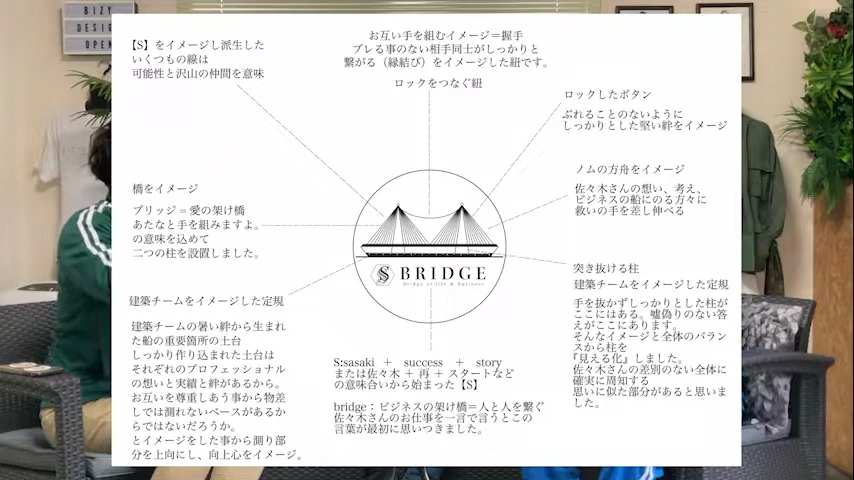 BIZY
DESIG
OPEN
【S】をイメージし派生した
いくつもの線は
可能性と沢山の仲間を意味
お互い手を組むイメージ＝握手
ブレる事のない相手同士がしっかりと
繋がる（縁結び）をイメージした紐です。
ロックをつなぐ紐
ロックしたボタン
ぶれることのないように
しっかりとした堅い絆をイメージ
ノムの方舟をイメージ
佐々木さんの想い、考え、
ビジネスの船にのる方々に
救いの手を差し伸べる
橋をイメージ
ブリッジ＝愛の架け橋
あなたと手を組みますよ。
の意味を込めて
二つの柱を設置しました。
S BRIDGE
Bridge of life & Business
突き抜ける柱
建築チームをイメージした定規
手を抜かずしっかりとした柱が
ここにはある。嘘偽りのない答
えがここにあります。
そんなイメージと全体のバラン
スから柱を
『見える化』しました。
佐々木さんの差別のない全体に
確実に周知する
思いに似た部分があると思いま
した。
建築チームをイメージした定規
建築チームの暑い絆から生まれ
た船の重要箇所の土台
しっかり作り込まれた土台は
それぞれのプロフェッショナル
の想いと実績と絆があるから。
お互いを尊重しあう事から物差
しでは測れないベースがあるか
らではないだろうか。
とイメージをした事から測り部
分を上向にし、向上心をイメージ。
S:sasaki + success + story
または佐々木＋再＋スタートなど
の意味合いから始まった【S】
bridge：ビジネスの架け橋＝人と人を繋ぐ
佐々木さんのお仕事を一言で言うとこの
言葉が最初に思いつきました。